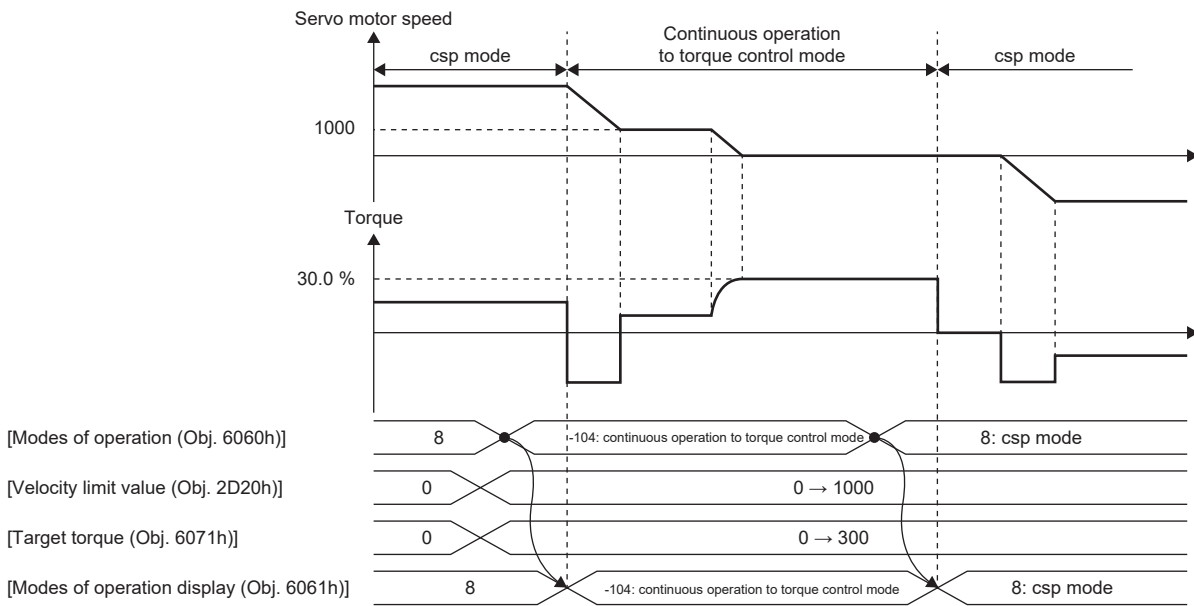 Servo motor speed
Continuous operation
to torque control mode
csp mode
csp mode
1000
Torque
30.0 %
[Modes of operation (Obj. 6060h)]
8
-104: continuous operation to torque control mode
8: csp mode
[Velocity limit value (Obj. 2D20h)]
0
0 → 1000
[Target torque (Obj. 6071h)]
0
0 → 300
[Modes of operation display (Obj. 6061h)]
8
-104: continuous operation to torque control mode
8: csp mode